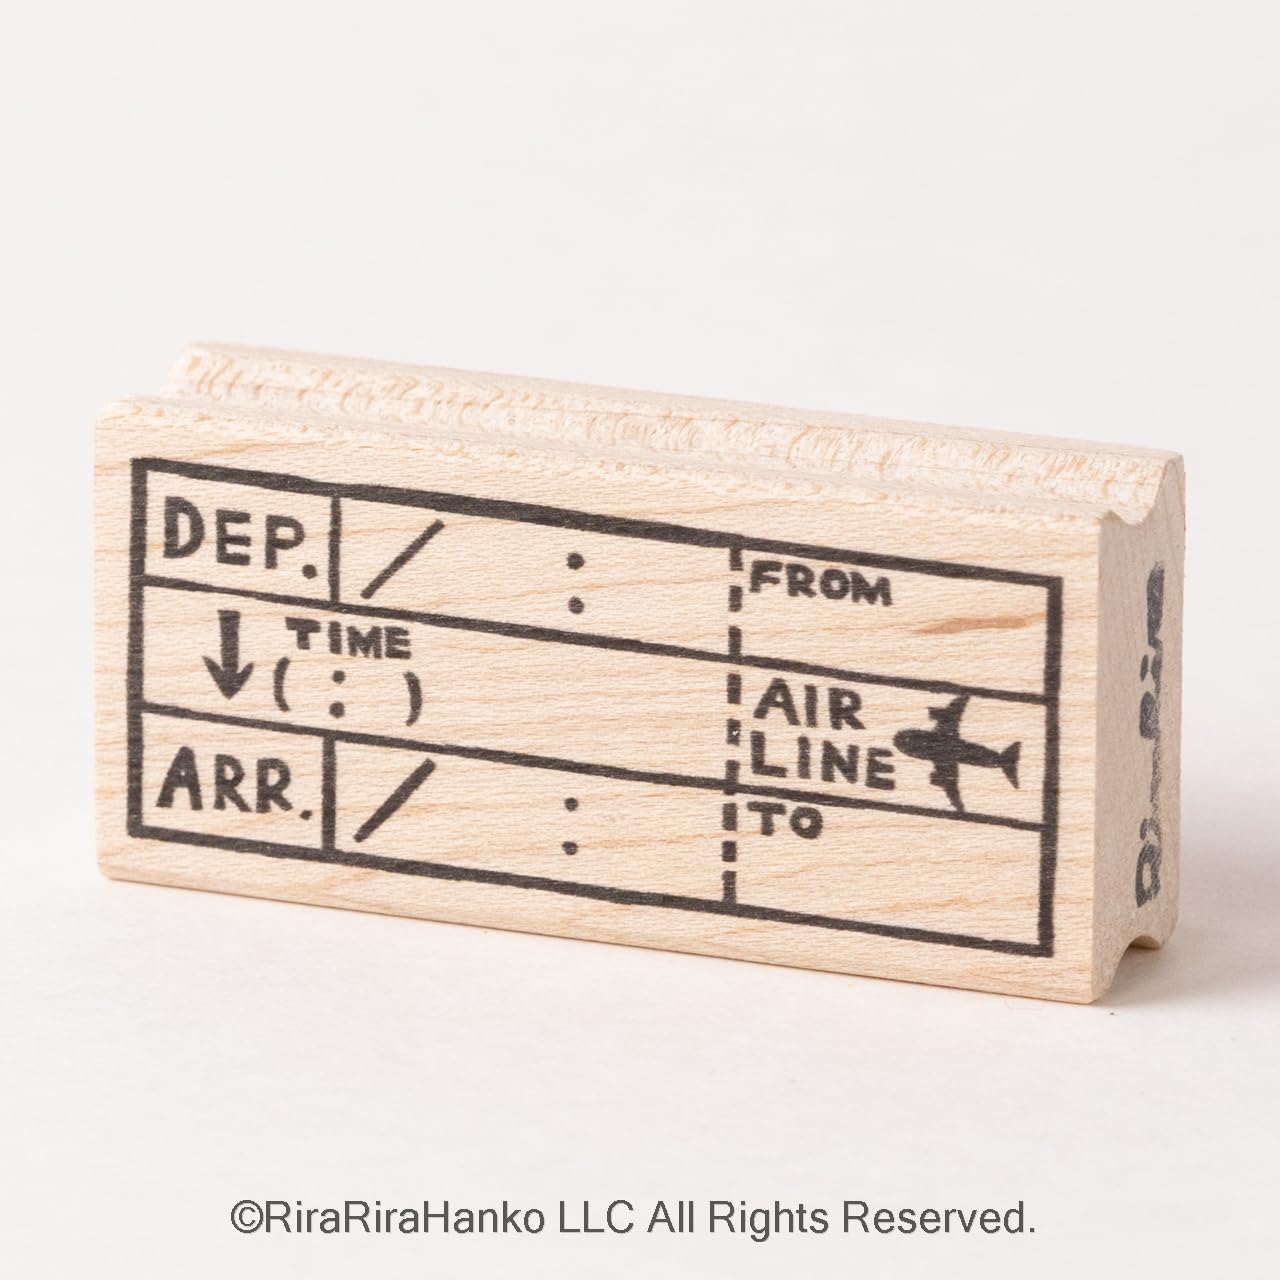 DEP. / : FROM
↓ TIME
( : ) AIR
LINE
ARR. / : TO
©RiraRiraHanko LLC All Rights Reserved.